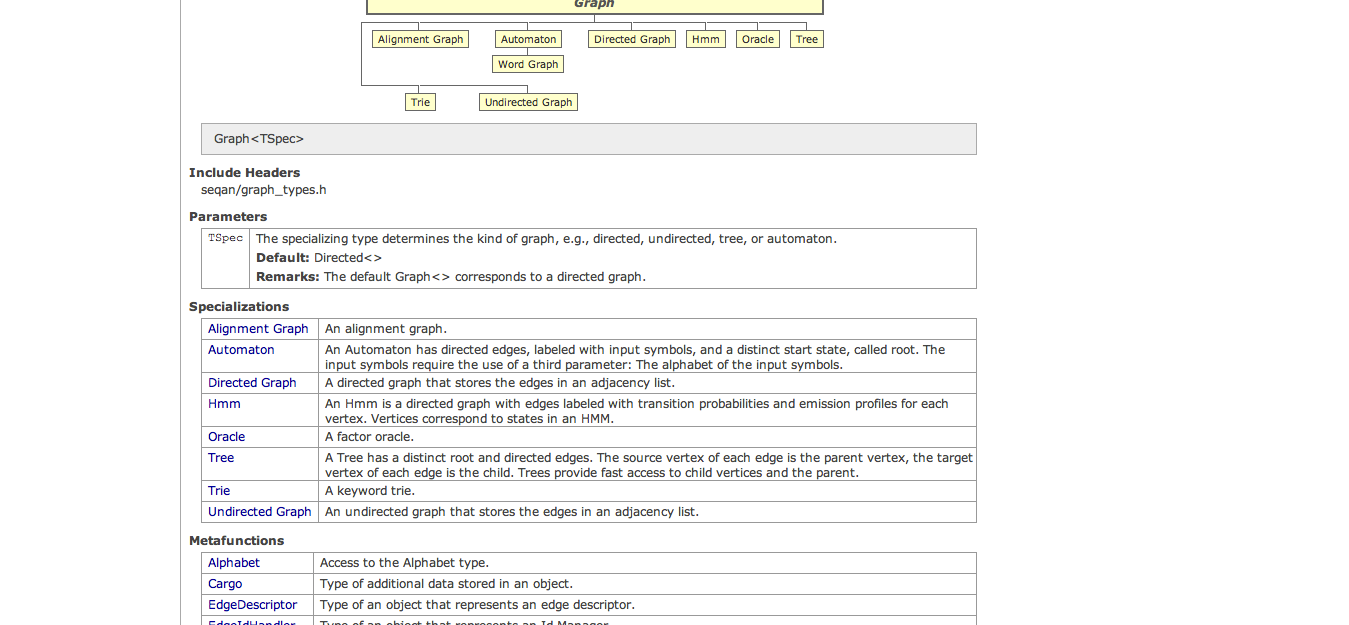 Graph
Alignment Graph Automaton Directed Graph Hmm Oracle Tree
Word Graph
Trie Undirected Graph
Graph<TSpec>
Include Headers
seqan/graph_types.h
Parameters
TSpec The specializing type determines the kind of graph, e.g., directed, undirected, tree, or automaton.
Default: Directed<>
Remarks: The default Graph<> corresponds to a directed graph.
Specializations
Alignment Graph An alignment graph.
Automaton An Automaton has directed edges, labeled with input symbols, and a distinct start state, called root. The
input symbols require the use of a third parameter: The alphabet of the input symbols.
Directed Graph A directed graph that stores the edges in an adjacency list.
Hmm An Hmm is a directed graph with edges labeled with transition probabilities and emission profiles for each
vertex. Vertices correspond to states in an HMM.
Oracle A factor oracle.
Tree A Tree has a distinct root and directed edges. The source vertex of each edge is the parent vertex, the target
vertex of each edge is the child. Trees provide fast access to child vertices and the parent.
Trie A keyword trie.
Undirected Graph An undirected graph that stores the edges in an adjacency list.
Metafunctions
Alphabet Access to the Alphabet type.
Cargo Type of additional data stored in an object.
EdgeDescriptor Type of an object that represents an edge descriptor.
EdgeIdHandler Type of an object that represents an Id Manager.